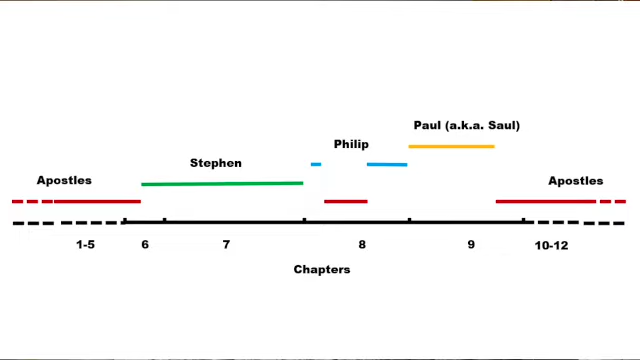 Paul (a.k.a. Saul)
Philip
Stephen
Apostles
Apostles
1-5 6 7 8 9 10-12
Chapters